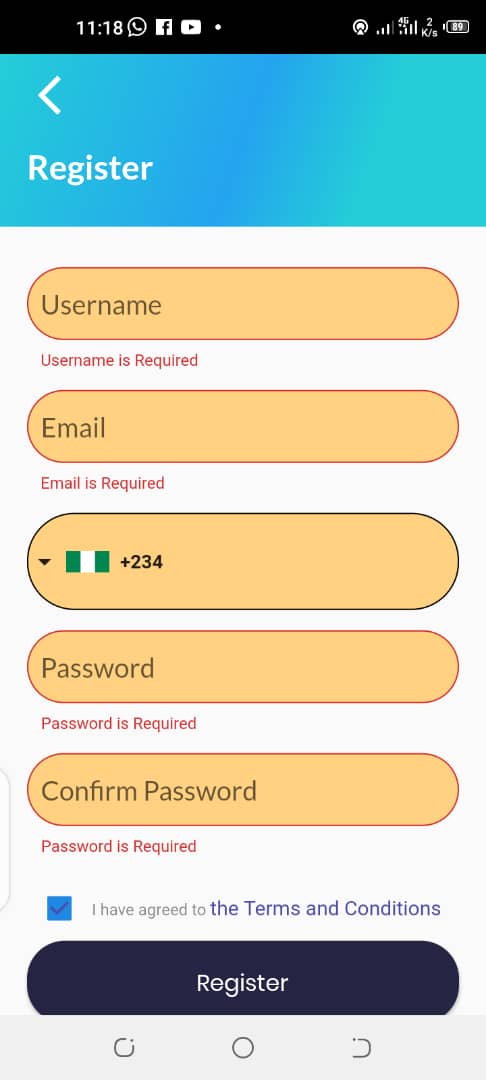 11:18
4G 2 K/s 89
Register
Username
Username is Required
Email
Email is Required
+234
Password
Password is Required
Confirm Password
Password is Required
I have agreed to the Terms and Conditions
Register